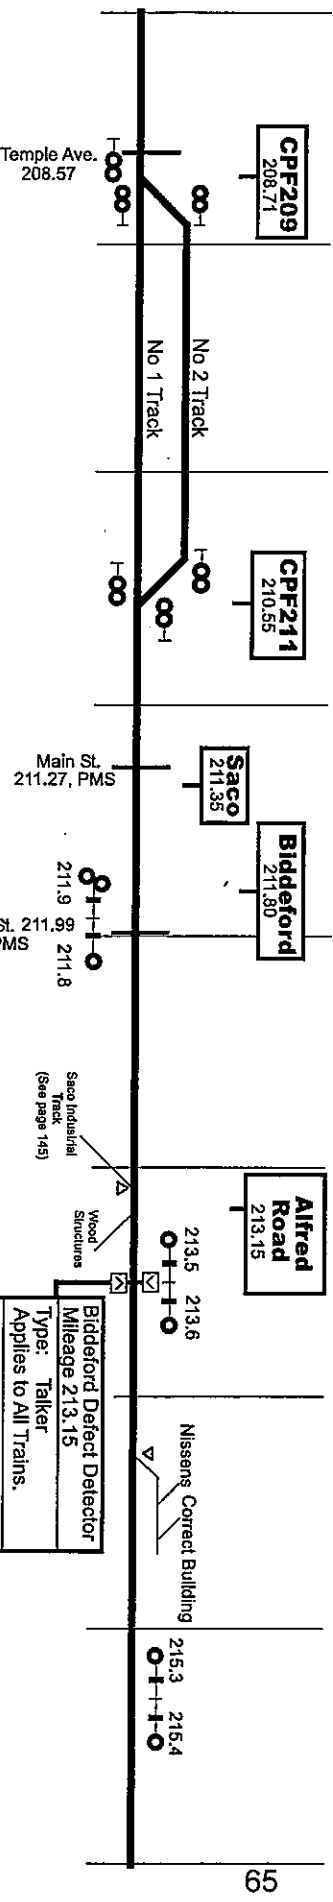 CPF209
208.71
Temple Ave.
208.57
No 2 Track
No 1 Track
CPF211
210.55
Main St.
211.27, PMS
Saco
211.35
Biddeford
211.80
211.9
211.8
St. 211.99
PMS
Saco Industrial
Track
(See page 145)
Wood
Structures
Alfred
Road
213.15
213.5
213.6
Biddeford Defect Detector
Mileage 213.15
Type: Talker
Applies to All Trains.
Nissens
Correct Building
215.3
215.4
65